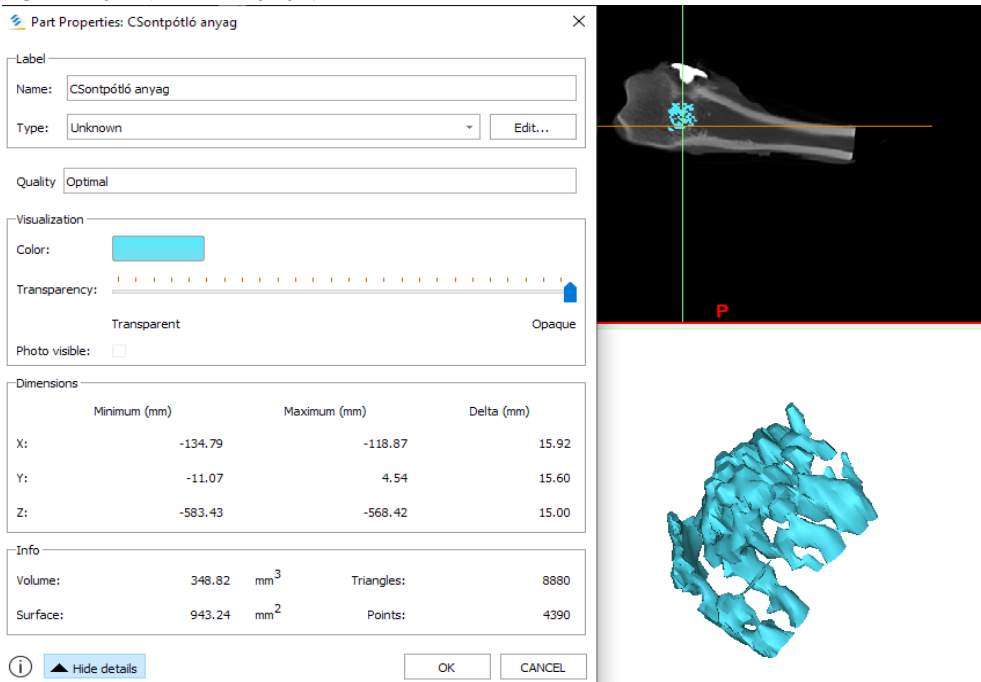 Part Properties: CSontpótló anyag
Label
Name: CSontpótló anyag
Type: Unknown Edit...
Quality Optimal
Visualization
Color:
Transparency:
Transparent Opaque
Photo visible:
Dimensions
Minimum (mm) Maximum (mm) Delta (mm)
X: -134.79 -118.87 15.92
Y: -11.07 4.54 15.60
Z: -583.43 -568.42 15.00
Info
Volume: 348.82 mm3 Triangles: 8880
Surface: 943.24 mm2 Points: 4390
Hide details OK CANCEL
P